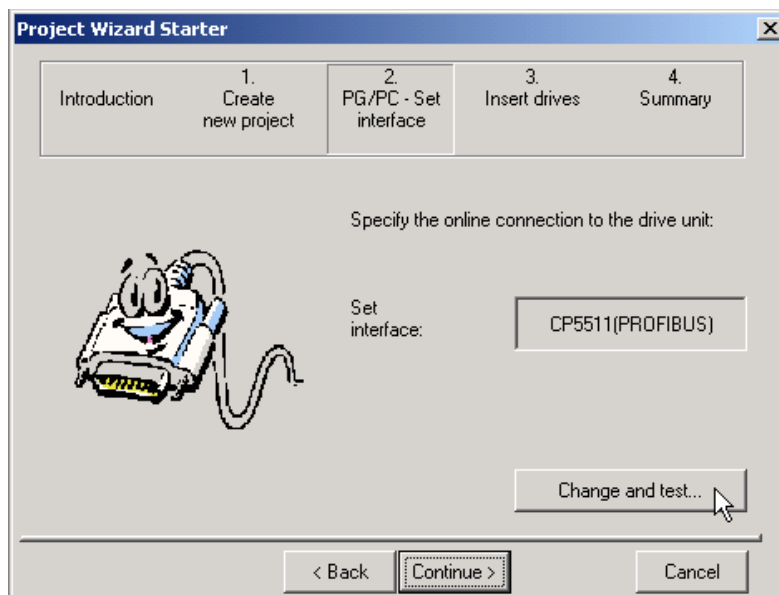 Project Wizard Starter
Introduction
1.
Create
new project
2.
PG/PC - Set
interface
3.
Insert drives
4.
Summary
Specify the online connection to the drive unit:
Set
interface:
CP5511(PROFIBUS)
Change and test...
< Back
Continue >
Cancel